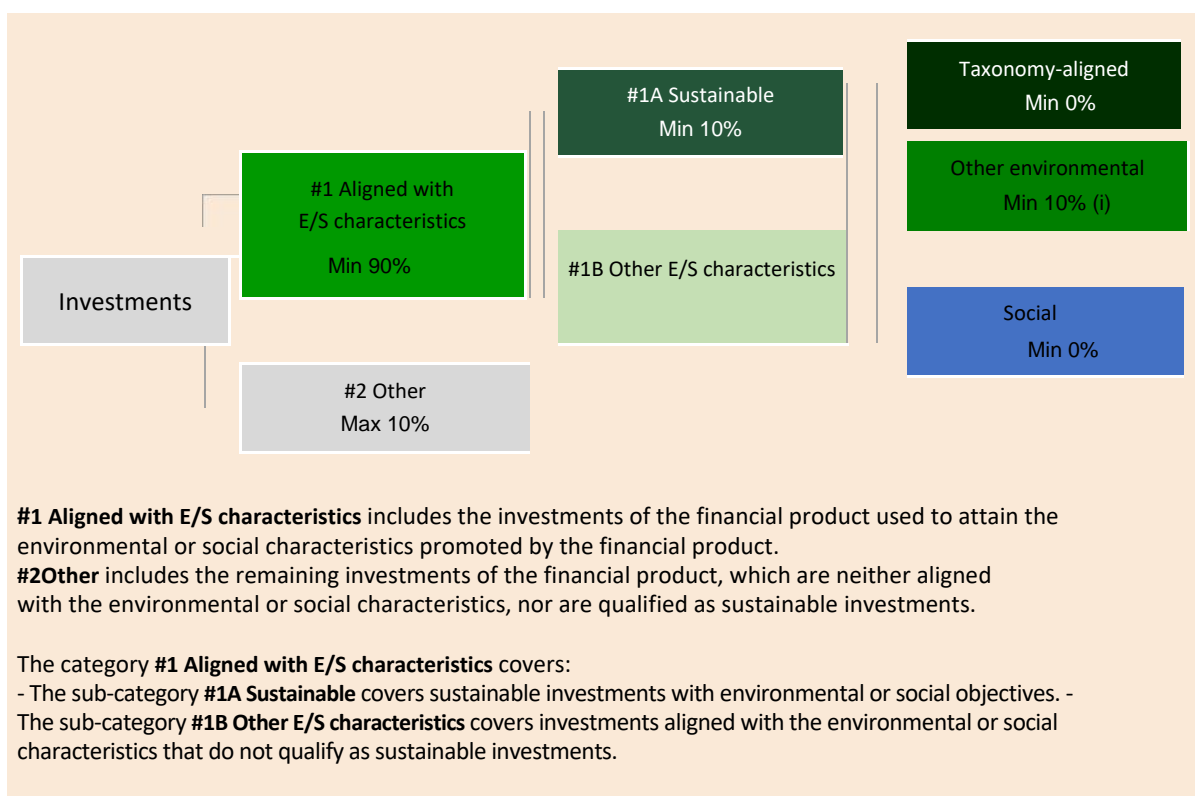 Investments
#1 Aligned with
E/S characteristics
Min 90%
#2 Other
Max 10%
#1A Sustainable
Min 10%
#1B Other E/S characteristics
Taxonomy-aligned
Min 0%
Other environmental
Min 10% (i)
Social
Min 0%
#1 Aligned with E/S characteristics includes the investments of the financial product used to attain the
environmental or social characteristics promoted by the financial product.
#2Other includes the remaining investments of the financial product, which are neither aligned
with the environmental or social characteristics, nor are qualified as sustainable investments.
The category #1 Aligned with E/S characteristics covers:
- The sub-category #1A Sustainable covers sustainable investments with environmental or social objectives. -
The sub-category #1B Other E/S characteristics covers investments aligned with the environmental or social
characteristics that do not qualify as sustainable investments.